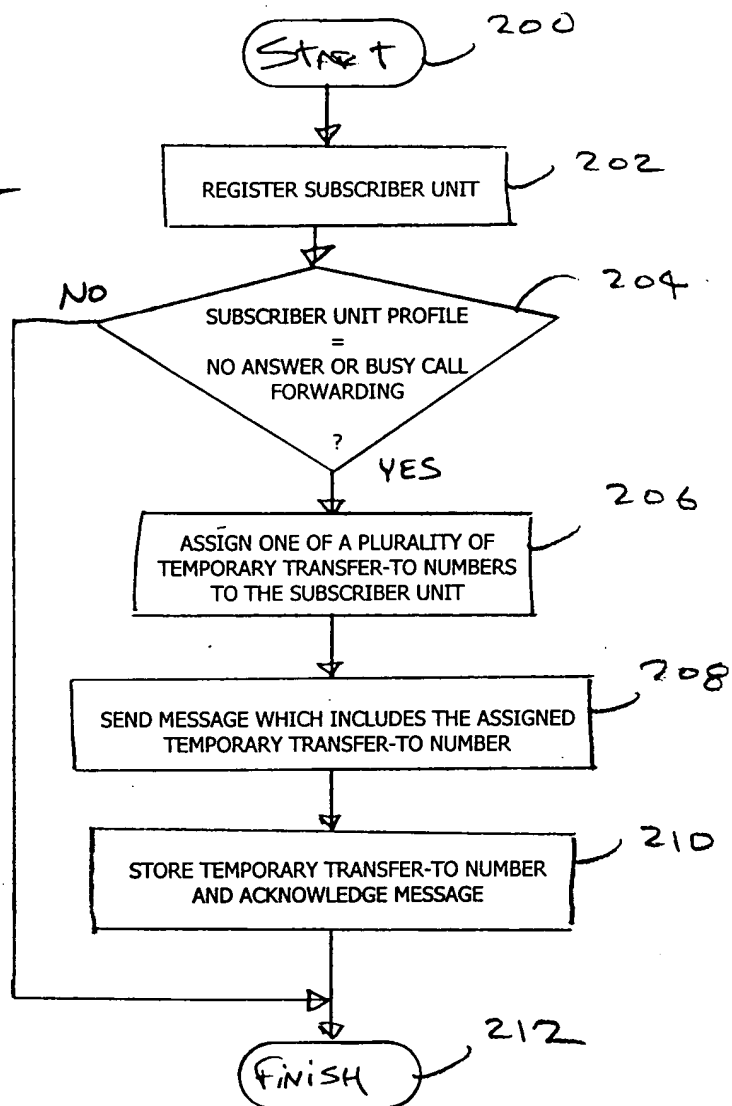 START
200
REGISTER SUBSCRIBER UNIT
202
NO
SUBSCRIBER UNIT PROFILE
=
NO ANSWER OR BUSY CALL
FORWARDING
?
204
YES
ASSIGN ONE OF A PLURALITY OF
TEMPORARY TRANSFER-TO NUMBERS
TO THE SUBSCRIBER UNIT
206
SEND MESSAGE WHICH INCLUDES THE ASSIGNED
TEMPORARY TRANSFER-TO NUMBER
208
STORE TEMPORARY TRANSFER-TO NUMBER
AND ACKNOWLEDGE MESSAGE
210
FINISH
212